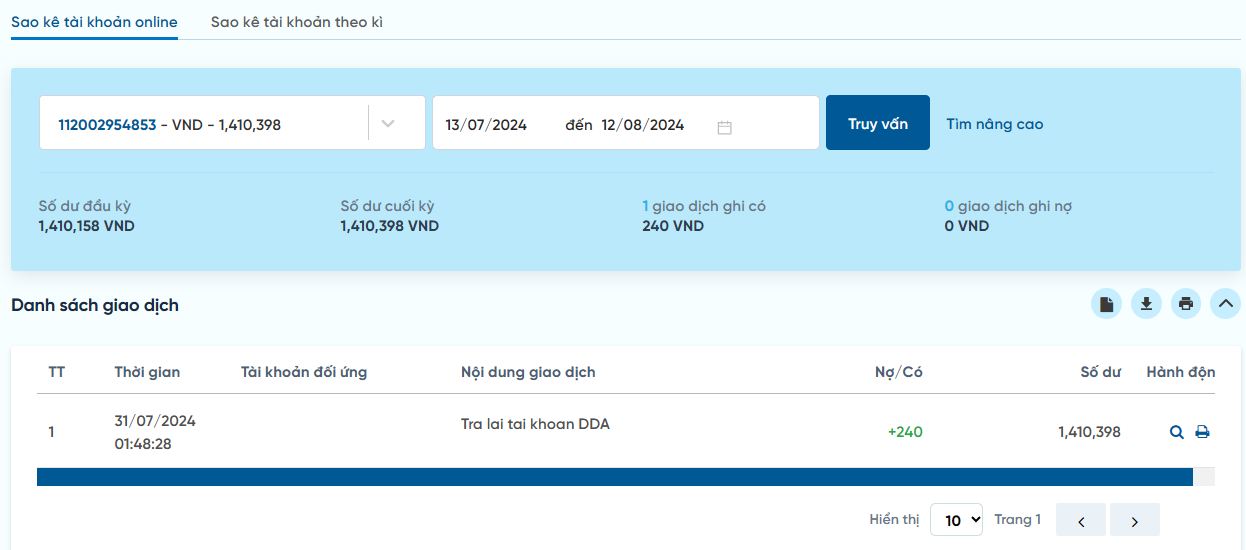 Sao kê tài khoản online Sao kê tài khoản theo kì
112002954853 - VND - 1,410,398 13/07/2024 đến 12/08/2024 Truy vấn Tìm nâng cao
Số dư đầu kỳ Số dư cuối kỳ 1 giao dịch ghi có 0 giao dịch ghi nợ
1,410,158 VND 1,410,398 VND 240 VND 0 VND
Danh sách giao dịch
TT Thời gian Tài khoản đối ứng Nội dung giao dịch Nợ/Có Số dư Hành độn
1 31/07/2024 Tra lai tai khoan DDA +240 1,410,398
01:48:28
Hiển thị 10 Trang 1